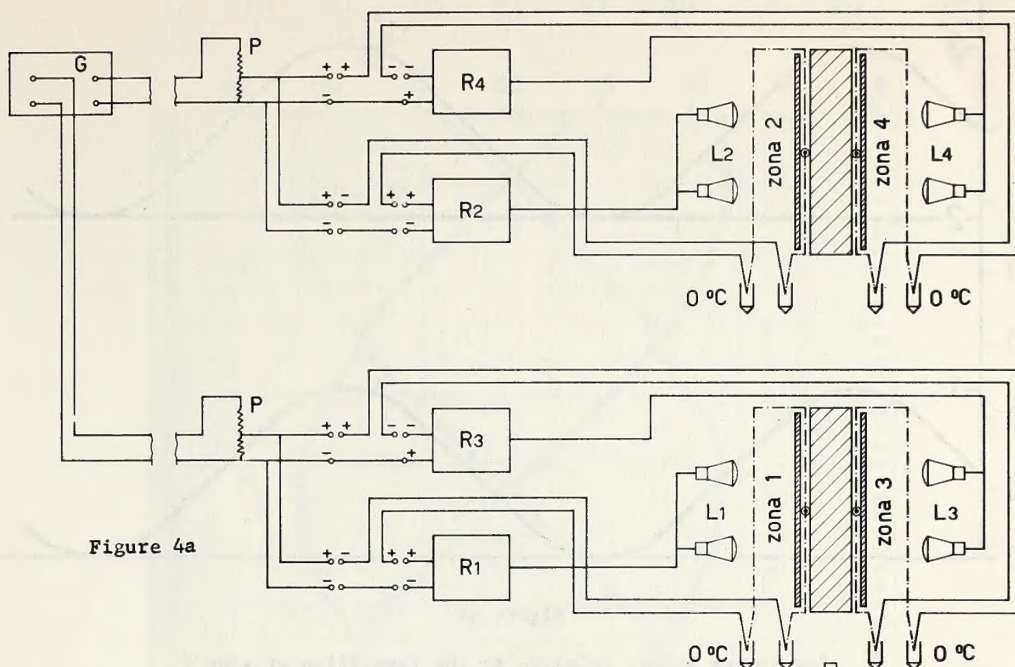 G
P
+ + - -
- +
R4
L2
zona 2
zona 4
L4
+ - + +
- -
R2
0 ºC
0 ºC
P
+ + - -
- +
R3
L1
zona 1
zona 3
L3
Figure 4a
+ - + +
- -
R1
0 ºC
0 ºC